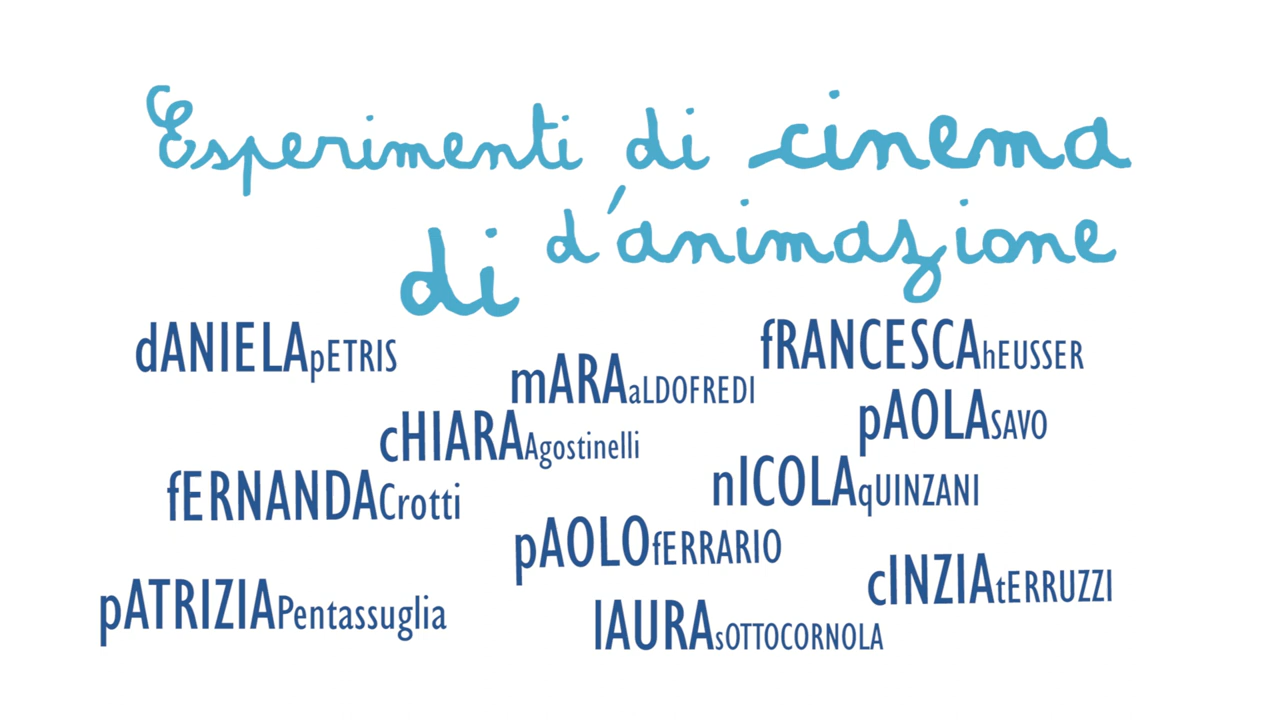 Esperimenti di cinema
d'animazione
di
dANIELApETRIS
fRANCESCAhEUSSER
mARAaLDOFREDI
pAOLASAVO
cHIARAAgostinelli
nICOLAqUINZANI
fERNANDACrotti
pAOLOfERRARIO
cINZIAtERRUZZI
pATRIZIAPentassuglia
lAURAsOTTOCORNOLA